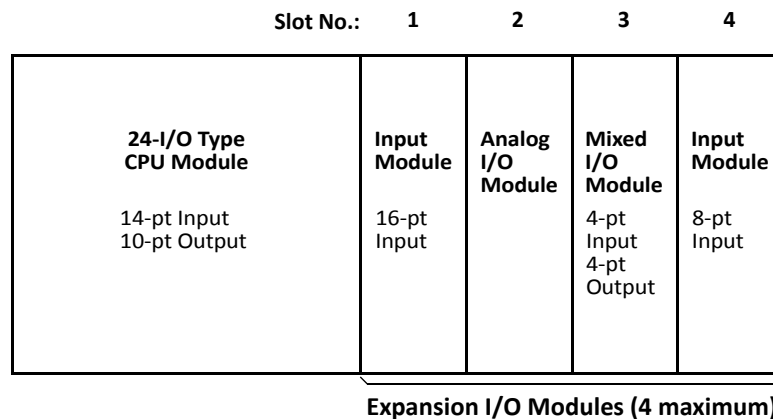 Slot No.: 1 2 3 4
24-I/O Type
CPU Module
14-pt Input
10-pt Output
Input
Module
16-pt
Input
Analog
I/O
Module
Mixed
I/O
Module
4-pt
Input
4-pt
Output
Input
Module
8-pt
Input
Expansion I/O Modules (4 maximum)